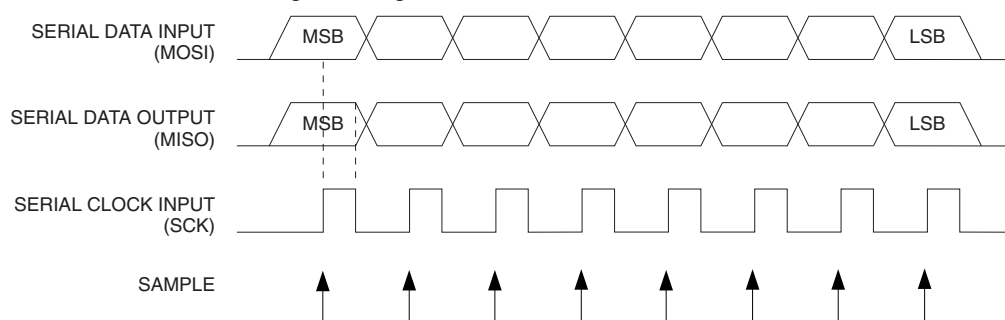 SERIAL DATA INPUT
(MOSI)
MSB
LSB
SERIAL DATA OUTPUT
(MISO)
MSB
LSB
SERIAL CLOCK INPUT
(SCK)
SAMPLE